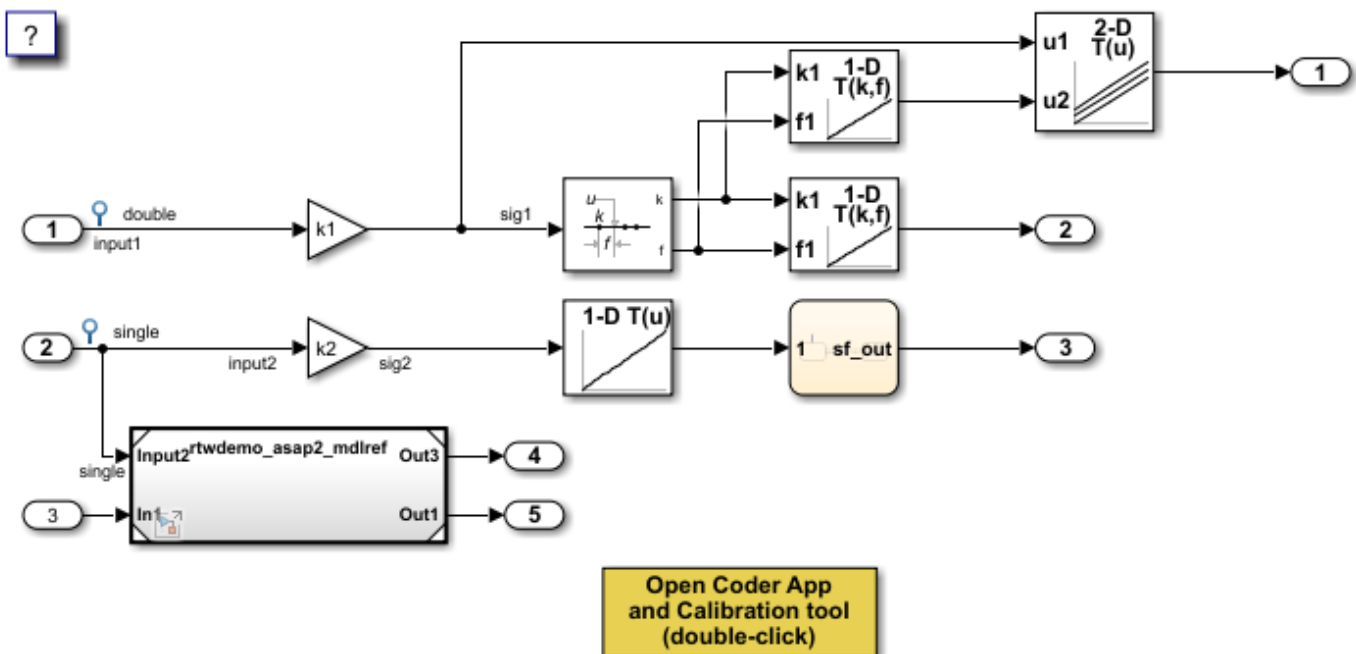 ?
2-D
T(u)
u1
u2
1
1-D
T(k,f)
k1
f1
1
double
input1
k1
sig1
u
k
f
k
f
1-D
T(k,f)
k1
f1
2
2
single
input2
k2
sig2
1-D T(u)
1
sf_out
3
single
Input2
rtwdemo_asap2_mdlref
Out3
4
3
In1
Out1
5
Open Coder App
and Calibration tool
(double-click)